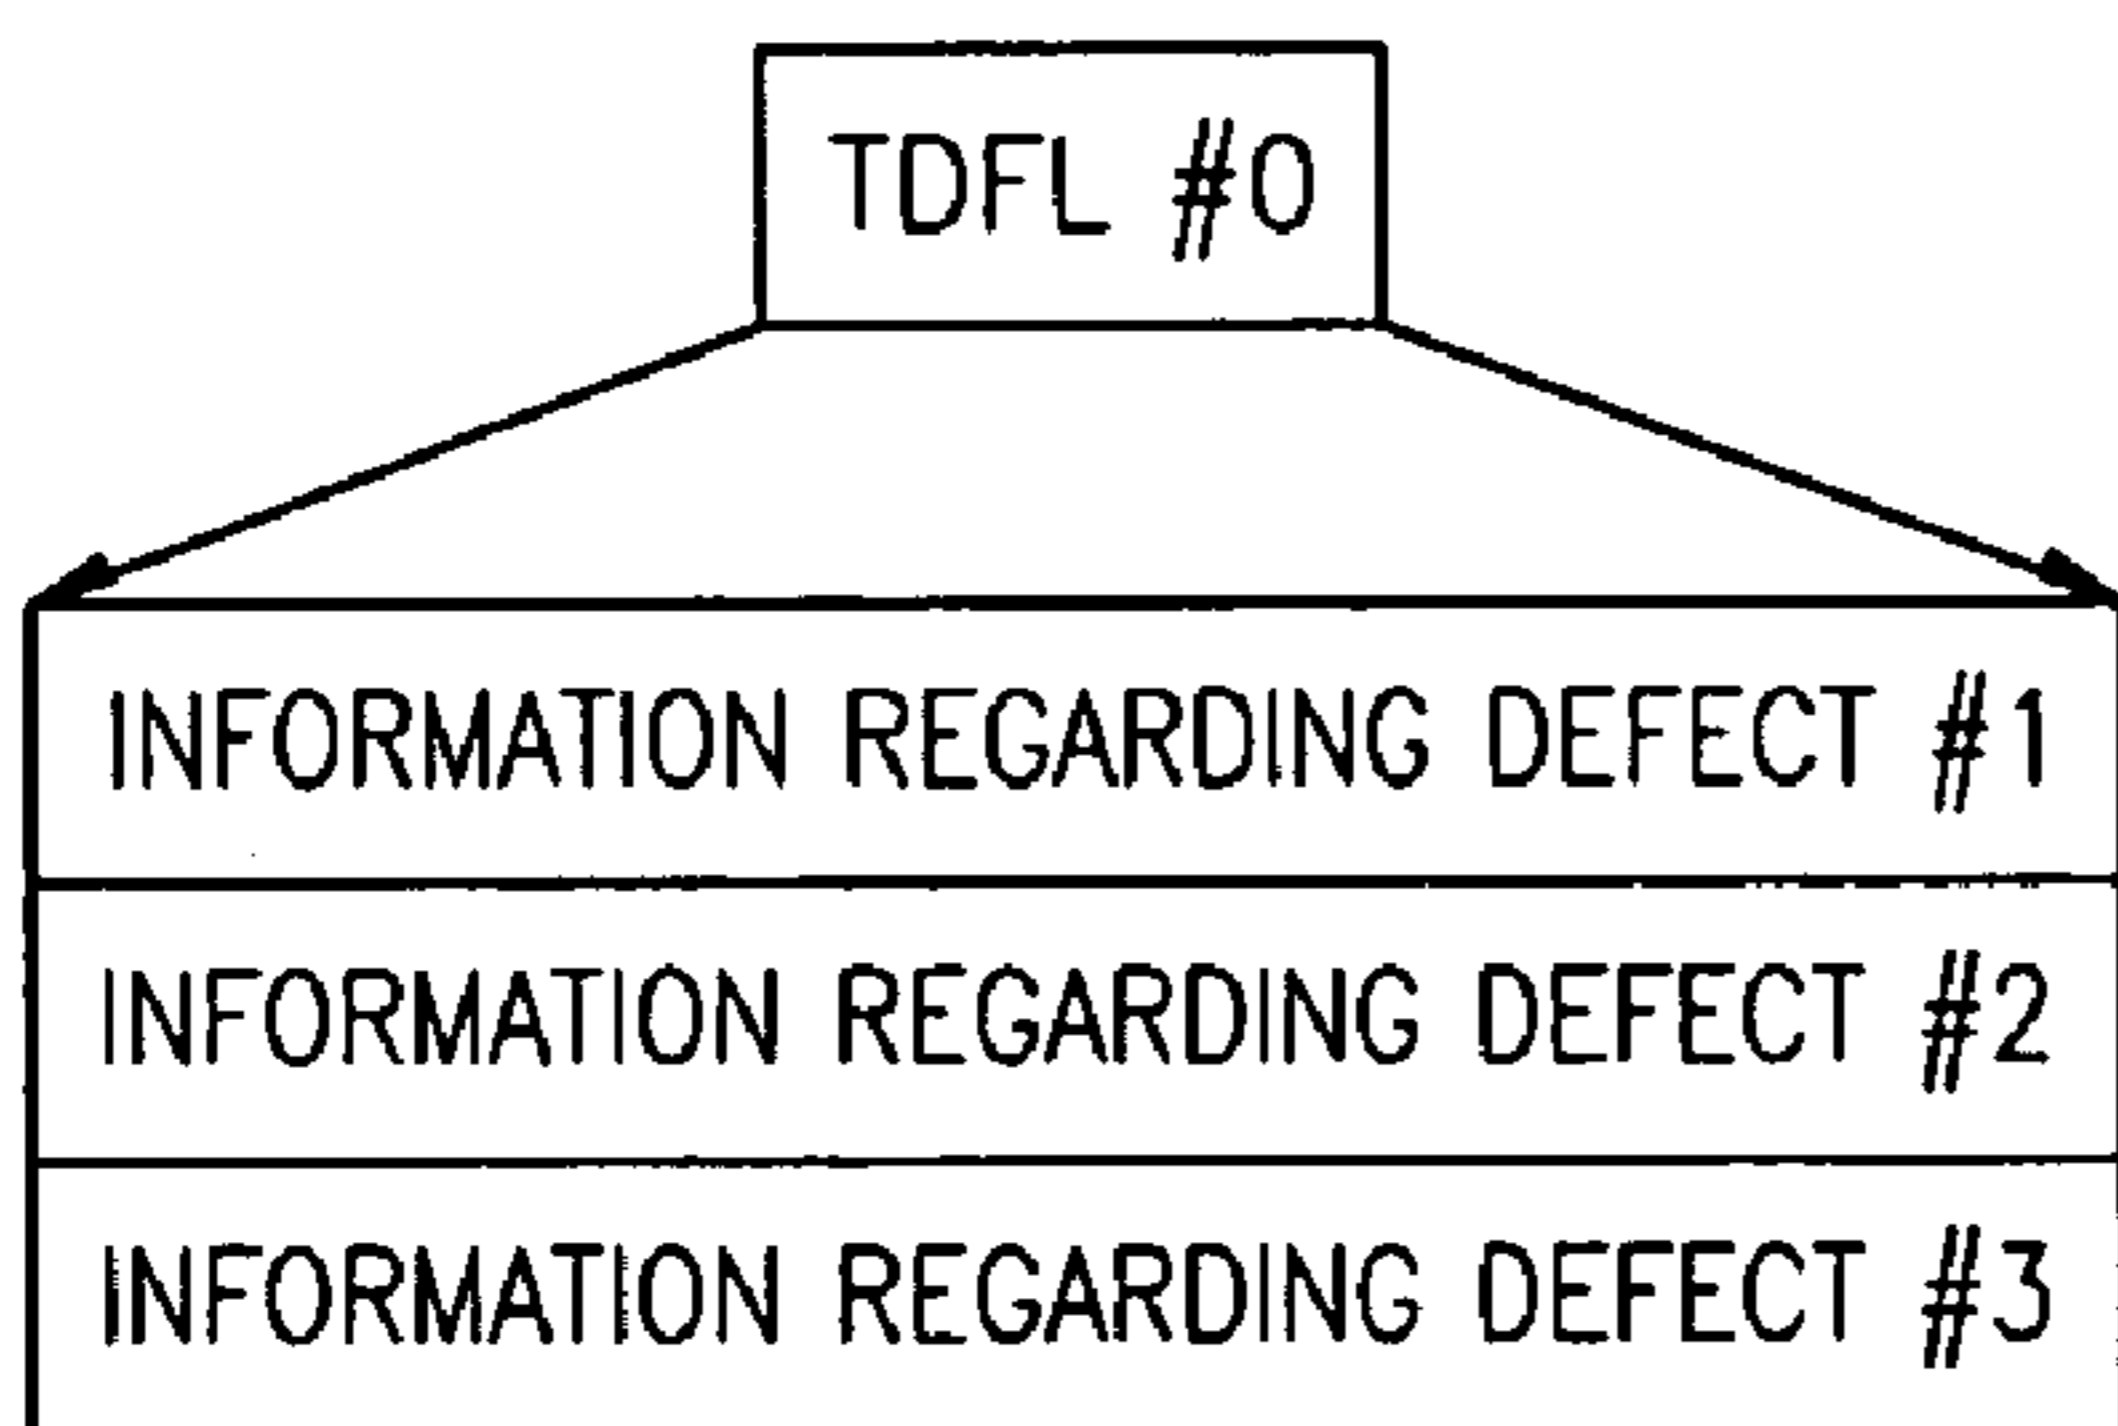 TDFL #0
INFORMATION REGARDING DEFECT #1
INFORMATION REGARDING DEFECT #2
INFORMATION REGARDING DEFECT #3